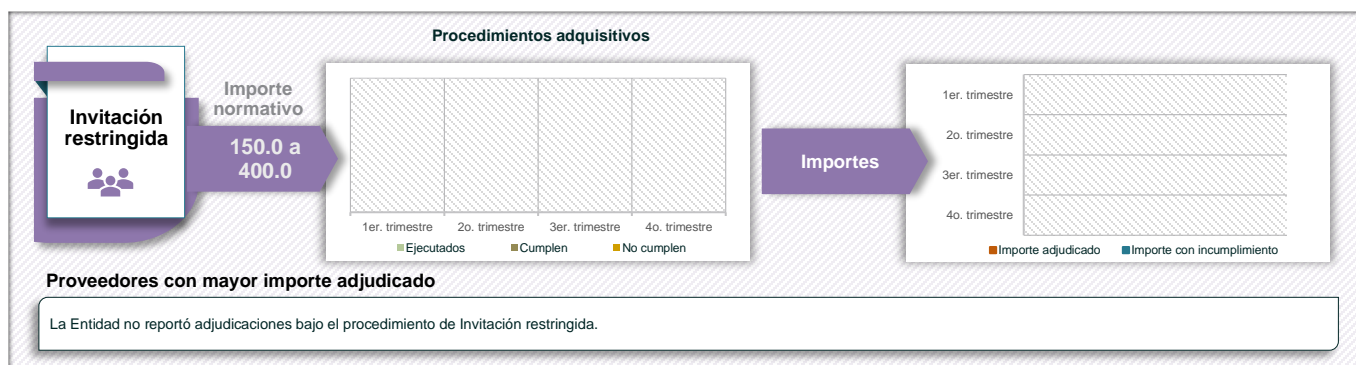 Procedimientos adquisitivos
Invitación
restringida
Importe
normativo
150.0 a
400.0
1er. trimestre 2o. trimestre 3er. trimestre 4o. trimestre
Ejecutados Cumplen No cumplen
Importes
1er. trimestre
2o. trimestre
3er. trimestre
4o. trimestre
Importe adjudicado Importe con incumplimiento
Proveedores con mayor importe adjudicado
La Entidad no reportó adjudicaciones bajo el procedimiento de Invitación restringida.